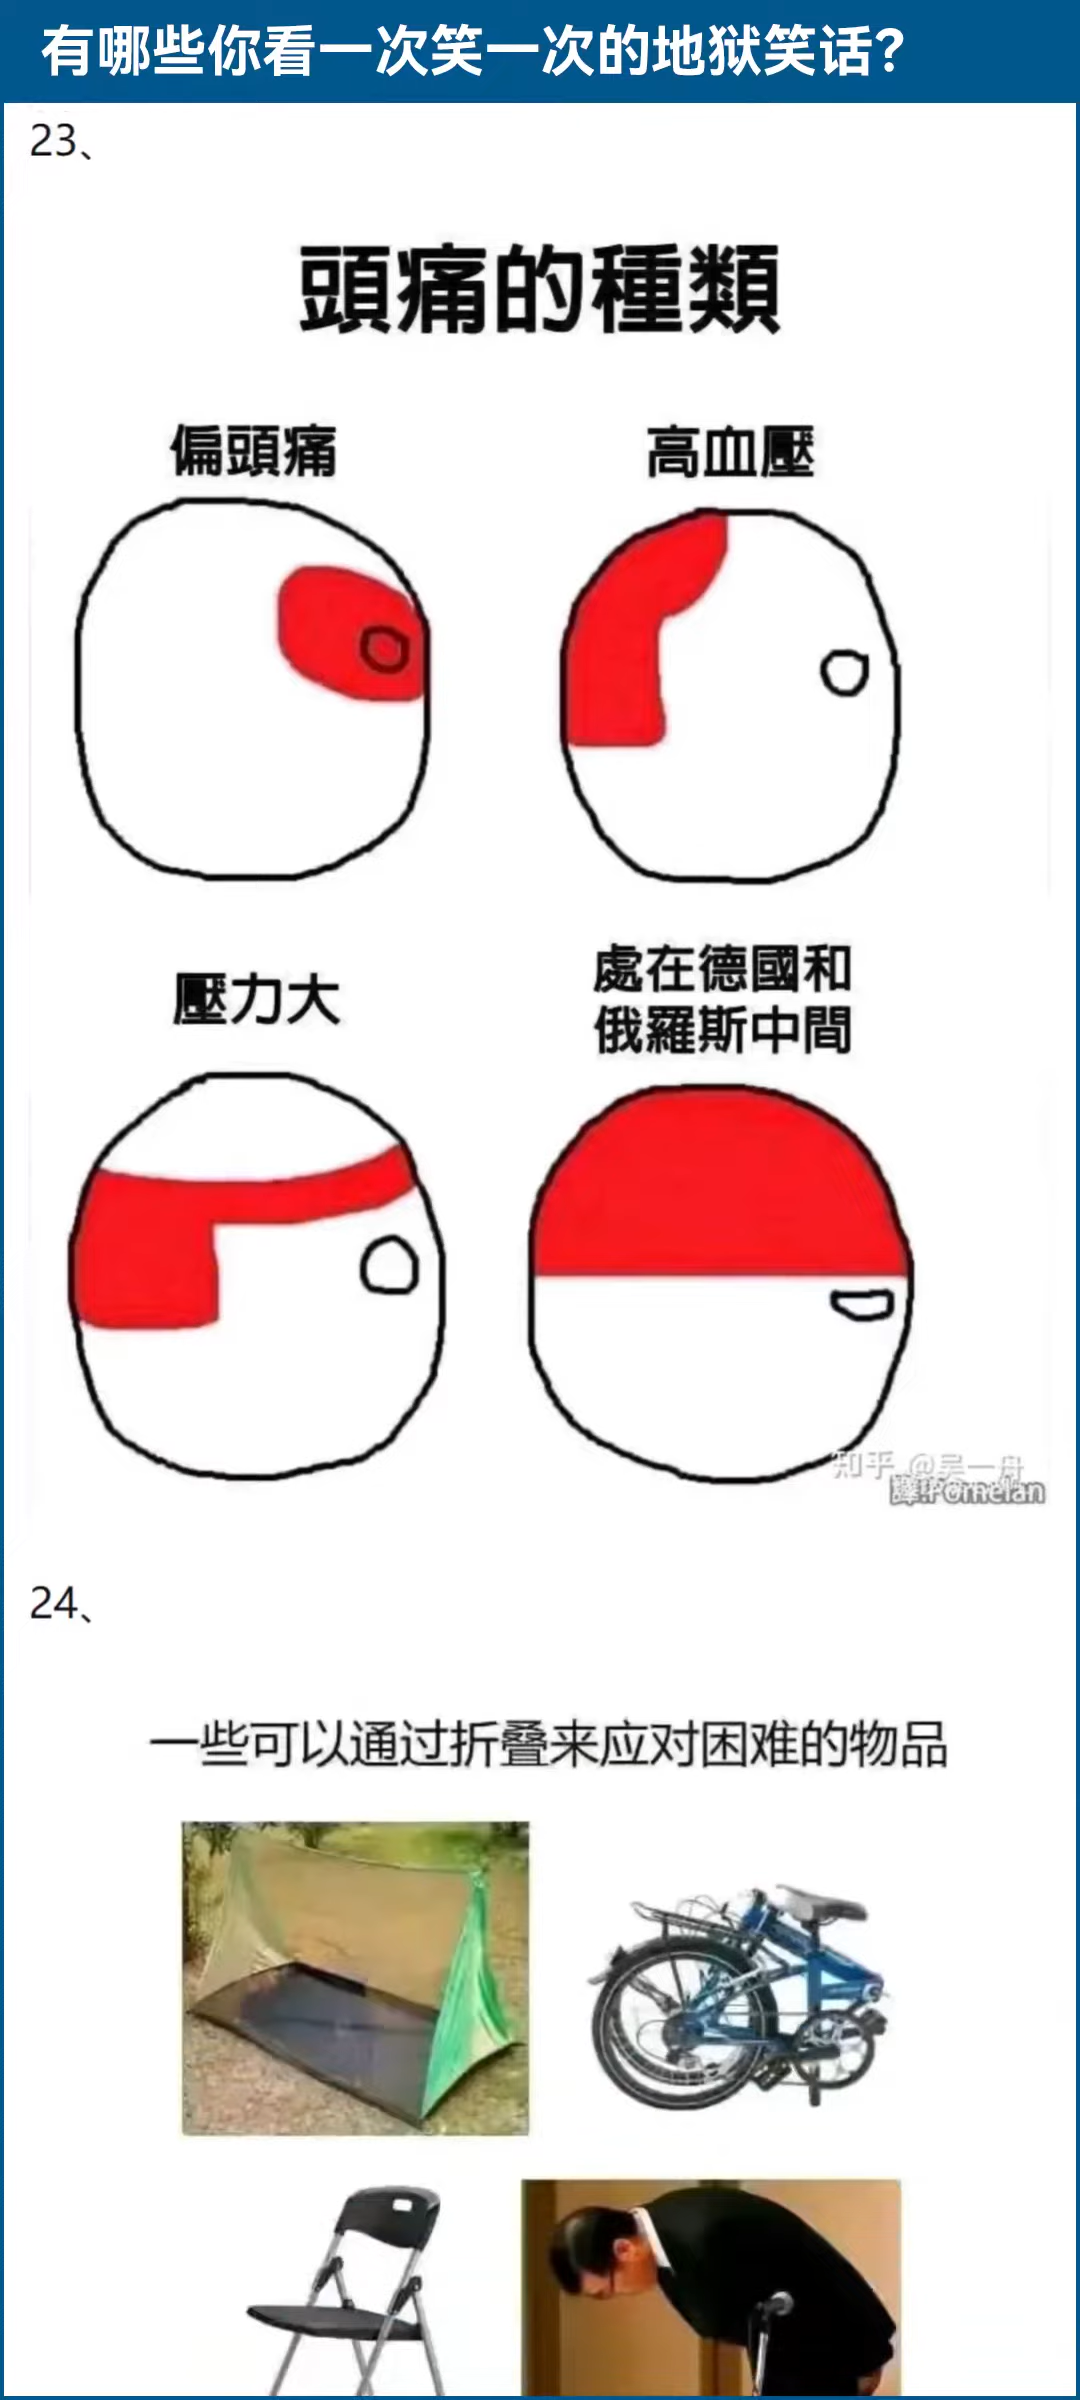 有哪些你看一次笑一次的地狱笑话?
23、
頭痛的種類
偏頭痛
高血壓
壓力大
處在德國和
俄羅斯中間
知乎 @吴一舟
譯:Pomelan
24、
一些可以通过折叠来应对困难的物品